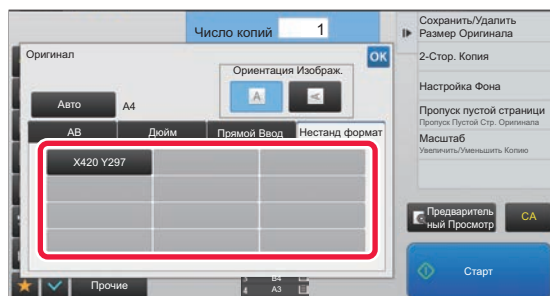 Число копий 1
Оригинал
OK
Ориентация Изображ.
A
A
Авто A4
AB Дюйм Прямой Ввод Нестанд формат
X420 Y297
Прочие
B4
4 A3
Сохранить/Удалить
Размер Оригинала
2-Стор. Копия
Настройка Фона
Пропуск пустой страници
Пропуск Пустой Стр. Оригинала
Масштаб
Увеличить/Уменьшить Копию
Предваритель
ный Просмотр
CA
Старт